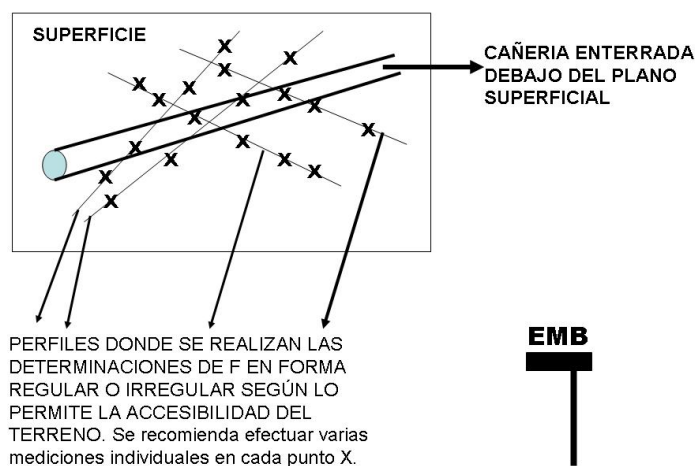 SUPERFICIE
X X X X X X X X X X X X X X X X X
CAÑERIA ENTERRADA
DEBAJO DEL PLANO
SUPERFICIAL
PERFILES DONDE SE REALIZAN LAS
DETERMINACIONES DE F EN FORMA
REGULAR O IRREGULAR SEGÚN LO
PERMITE LA ACCESIBILIDAD DEL
TERRENO. Se recomienda efectuar varias
mediciones individuales en cada punto X.
EMB